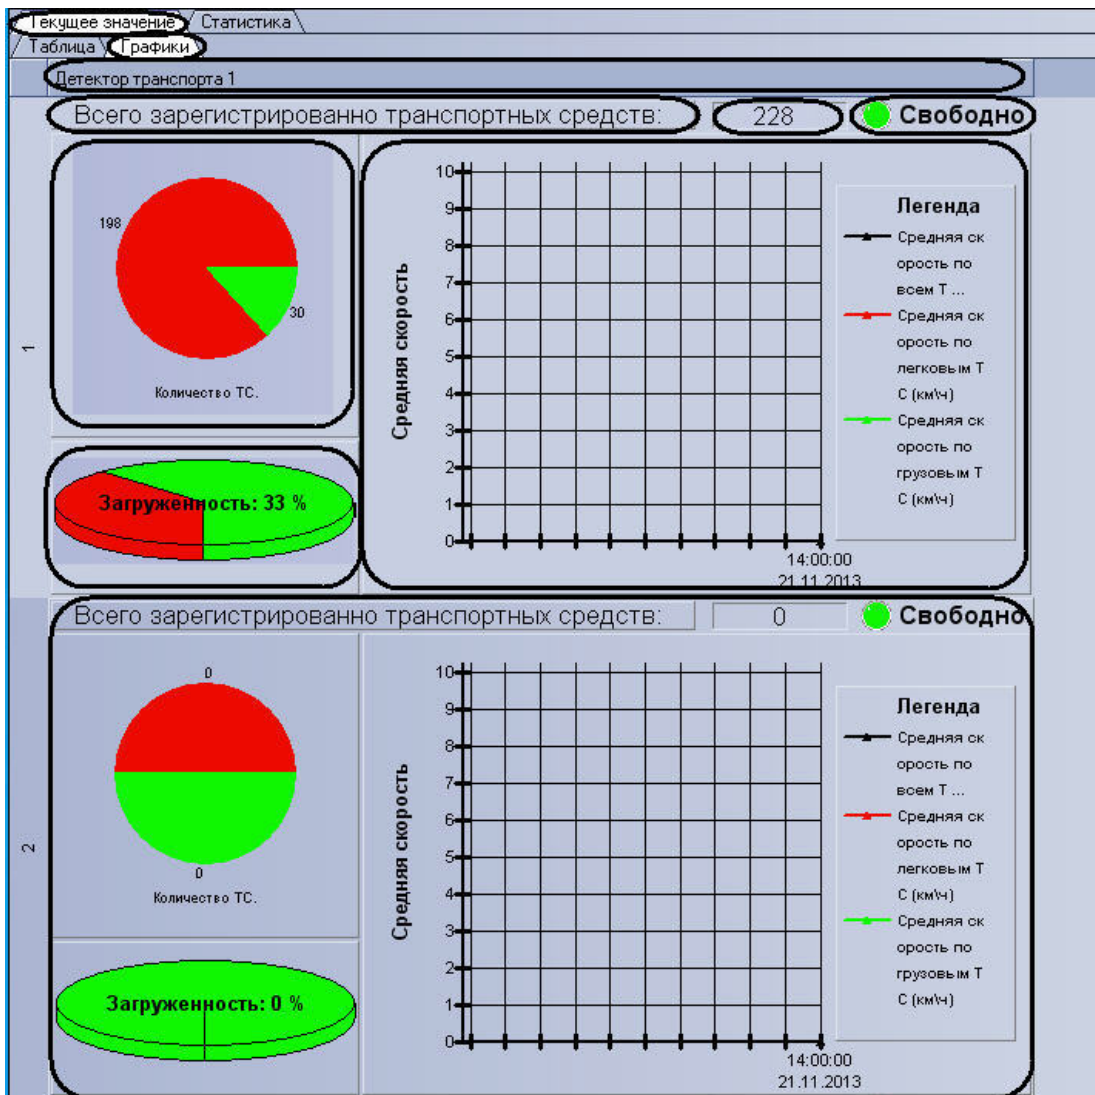 Текущее значение Статистика
Таблица Графики
Детектор транспорта 1
Всего зарегистрированно транспортных средств: 228 Свободно
1
198
30
Количество ТС.
Загруженность: 33 %
Средняя скорость
10
9
8
7
6
5
4
3
2
1
0
14:00:00
21.11.2013
Легенда
Средняя ск
орость по
всем Т ...
Средняя ск
орость по
легковым Т
С (км\ч)
Средняя ск
орость по
грузовым Т
С (км\ч)
Всего зарегистрированно транспортных средств: 0 Свободно
2
0
0
Количество ТС.
Загруженность: 0 %
Средняя скорость
10
9
8
7
6
5
4
3
2
1
0
14:00:00
21.11.2013
Легенда
Средняя ск
орость по
всем Т ...
Средняя ск
орость по
легковым Т
С (км\ч)
Средняя ск
орость по
грузовым Т
С (км\ч)